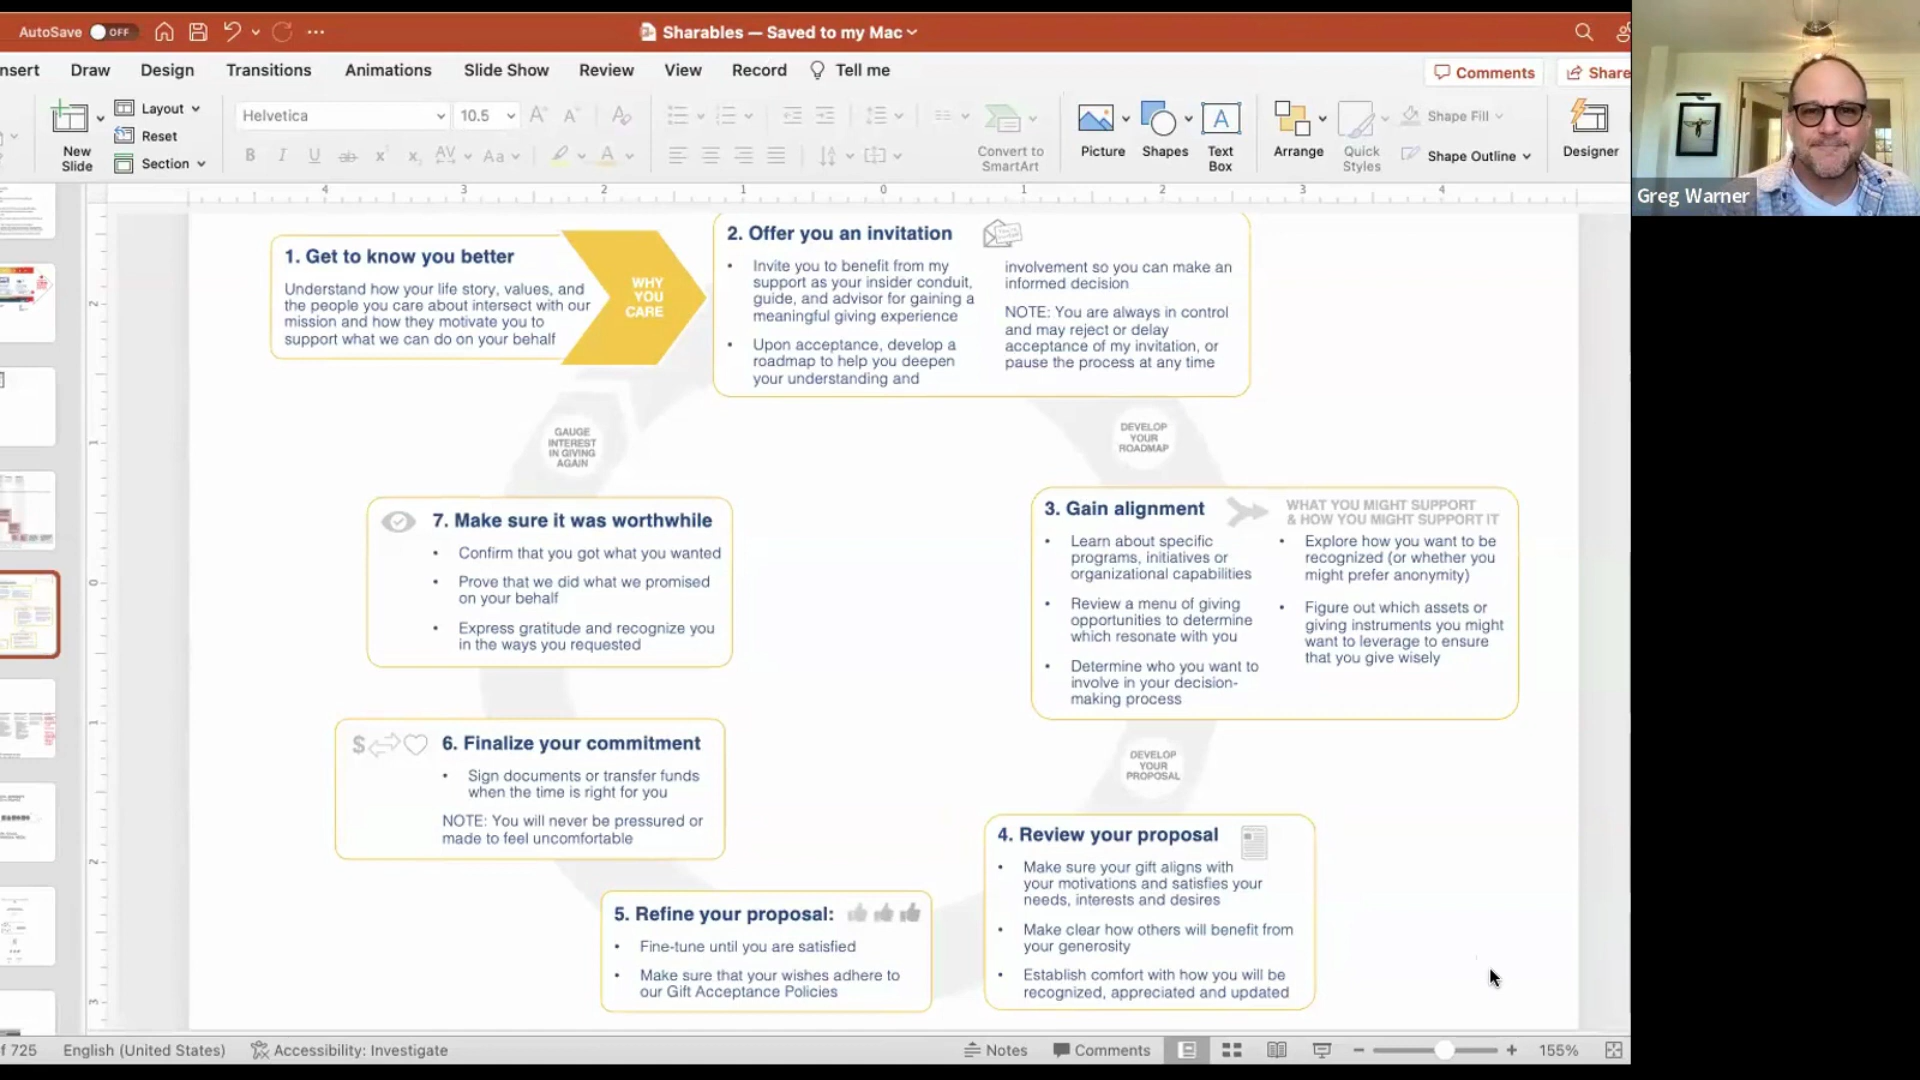 AutoSave OFF
Sharables — Saved to my Mac
nsert Draw Design Transitions Animations Slide Show Review View Record Tell me
Comments Share
New Slide
Layout
Reset
Section
Helvetica 10.5
B I U ab x x AV Aa
A
Convert to SmartArt
Picture Shapes Text Box
Arrange Quick Styles
Shape Fill
Shape Outline
Designer
Greg Warner
4 3 2 1 0 1 2 3 4
2
1
0
1
2
3
1. Get to know you better
Understand how your life story, values, and
the people you care about intersect with our
mission and how they motivate you to
support what we can do on your behalf
WHY
YOU
CARE
2. Offer you an invitation
• Invite you to benefit from my
support as your insider conduit,
guide, and advisor for gaining a
meaningful giving experience
• Upon acceptance, develop a
roadmap to help you deepen
your understanding and
involvement so you can make an
informed decision
NOTE: You are always in control
and may reject or delay
acceptance of my invitation, or
pause the process at any time
DEVELOP
YOUR
ROADMAP
3. Gain alignment
WHAT YOU MIGHT SUPPORT
& HOW YOU MIGHT SUPPORT IT
• Learn about specific
programs, initiatives or
organizational capabilities
• Review a menu of giving
opportunities to determine
which resonate with you
• Determine who you want to
involve in your decision-
making process
• Explore how you want to be
recognized (or whether you
might prefer anonymity)
• Figure out which assets or
giving instruments you might
want to leverage to ensure
that you give wisely
DEVELOP
YOUR
PROPOSAL
4. Review your proposal
• Make sure your gift aligns with
your motivations and satisfies your
needs, interests and desires
• Make clear how others will benefit from
your generosity
• Establish comfort with how you will be
recognized, appreciated and updated
5. Refine your proposal:
• Fine-tune until you are satisfied
• Make sure that your wishes adhere to
our Gift Acceptance Policies
$ 6. Finalize your commitment
• Sign documents or transfer funds
when the time is right for you
NOTE: You will never be pressured or
made to feel uncomfortable
7. Make sure it was worthwhile
• Confirm that you got what you wanted
• Prove that we did what we promised
on your behalf
• Express gratitude and recognize you
in the ways you requested
GAUGE
INTEREST
IN GIVING
AGAIN
f 725 English (United States) Accessibility: Investigate
Notes Comments 155%